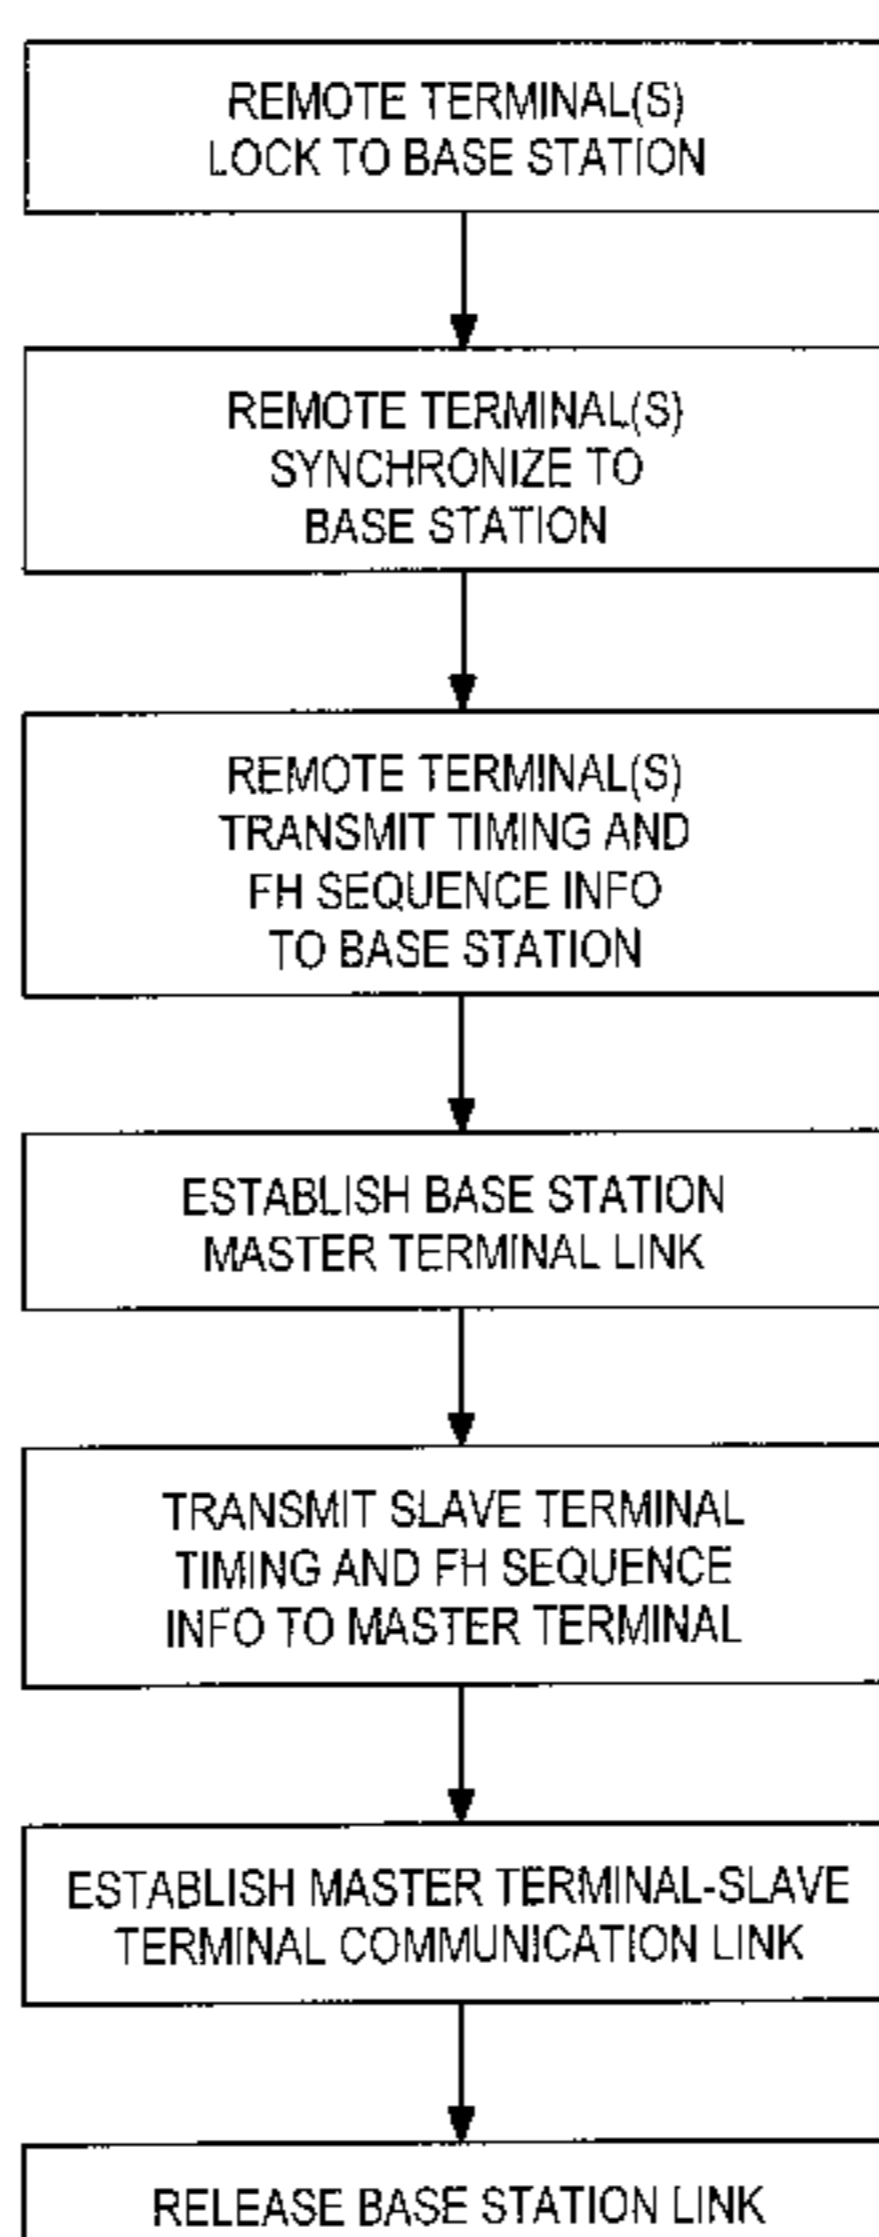 REMOTE TERMINAL(S)
LOCK TO BASE STATION
REMOTE TERMINAL(S)
SYNCHRONIZE TO
BASE STATION
REMOTE TERMINAL(S)
TRANSMIT TIMING AND
FH SEQUENCE INFO
TO BASE STATION
ESTABLISH BASE STATION
MASTER TERMINAL LINK
TRANSMIT SLAVE TERMINAL
TIMING AND FH SEQUENCE
INFO TO MASTER TERMINAL
ESTABLISH MASTER TERMINAL-SLAVE
TERMINAL COMMUNICATION LINK
RELEASE BASE STATION LINK